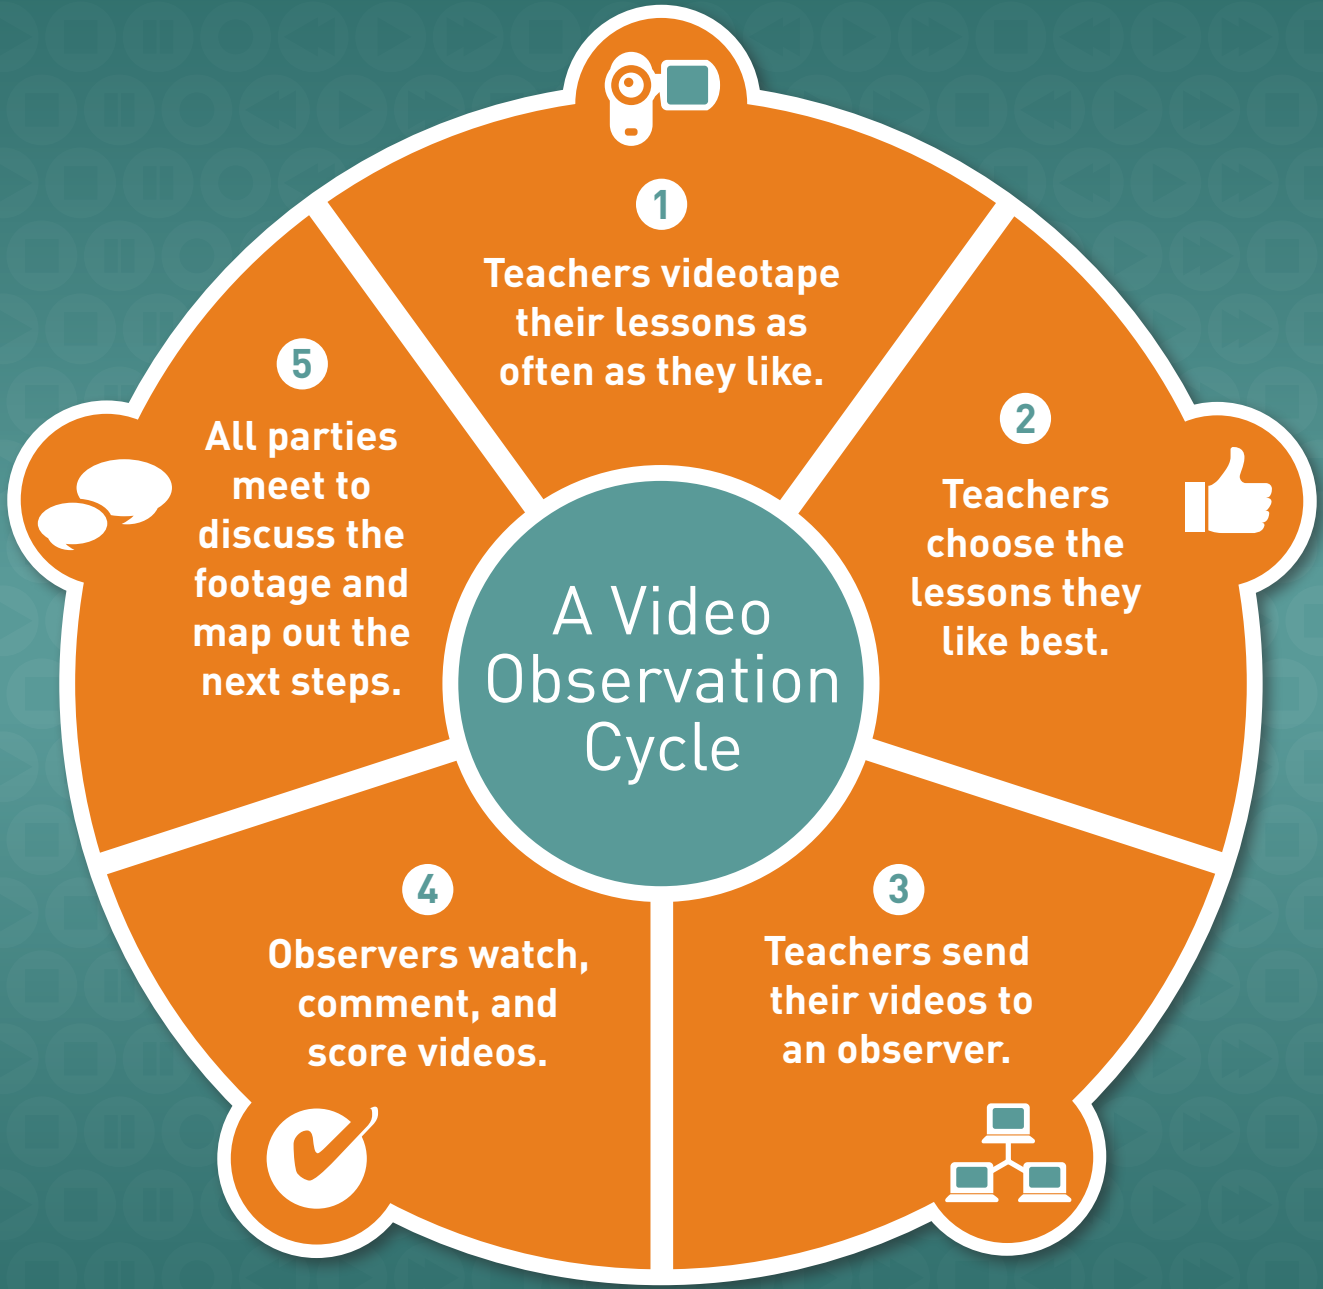 A Video
Observation
Cycle
1
Teachers videotape
their lessons as
often as they like.
2
Teachers
choose the
lessons they
like best.
3
Teachers send
their videos to
an observer.
4
Observers watch,
comment, and
score videos.
5
All parties
meet to
discuss the
footage and
map out the
next steps.